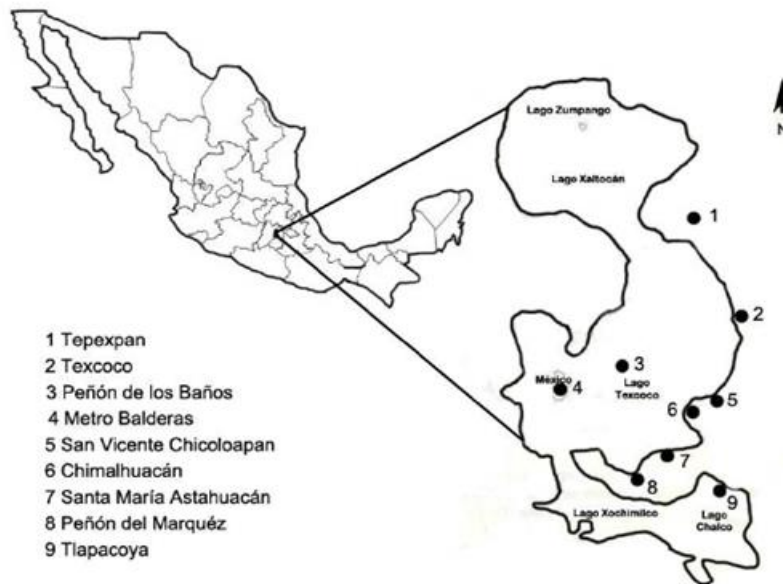 Lago Zumpango
N
Lago Xaltocán
1
2
3
México
4
Lago
Texcoco
6
5
7
8
9
Lago Xochimilco
Lago
Chalco
1 Tepexpan
2 Texcoco
3 Peñón de los Baños
4 Metro Balderas
5 San Vicente Chicoloapan
6 Chimalhuacán
7 Santa María Astahuacán
8 Peñón del Marquéz
9 Tlapacoya